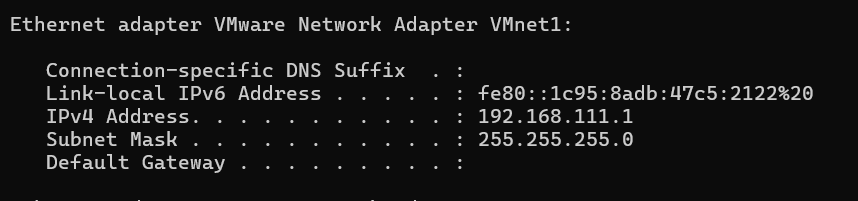 Ethernet adapter VMware Network Adapter VMnet1:
Connection-specific DNS Suffix  . :
Link-local IPv6 Address . . . . . : fe80::1c95:8adb:47c5:2122%20
IPv4 Address. . . . . . . . . . . : 192.168.111.1
Subnet Mask . . . . . . . . . . . : 255.255.255.0
Default Gateway . . . . . . . . . :